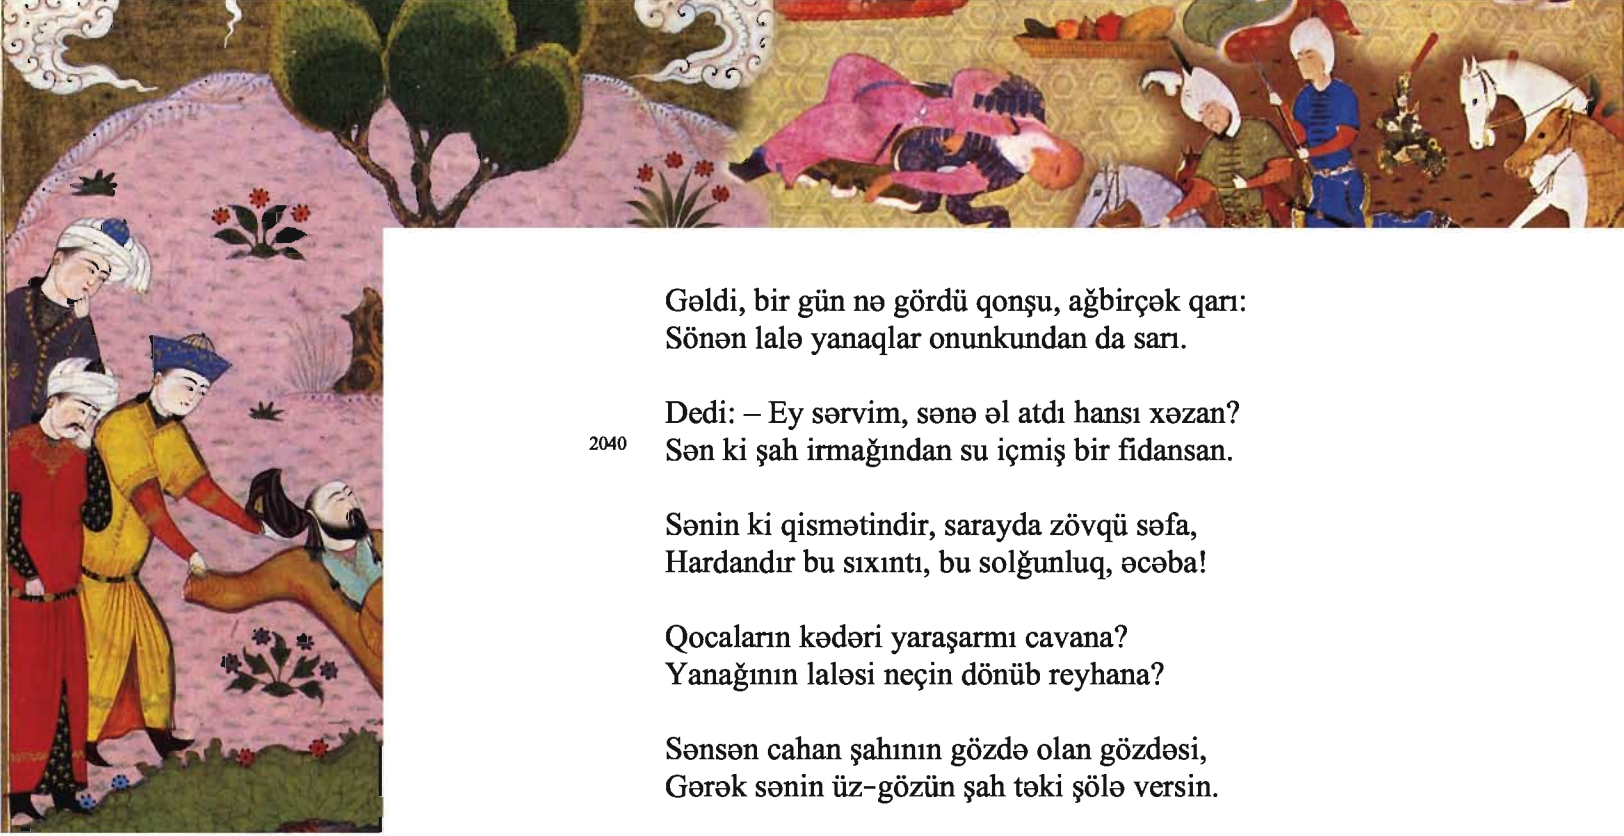 Gəldi, bir gün nə gördü qonşu, ağbirçək qarı:
Sönən lalə yanaqlar onunkundan da sarı.
Dedi: – Ey sərvim, sənə əl atdı hansı xəzan?
2040 Sən ki şah irmağından su içmiş bir fidansan.
Sənin ki qismətindir, sarayda zövqü səfa,
Hardandır bu sıxıntı, bu solğunluq, əcəba!
Qocaların kədəri yaraşarmı cavana?
Yanağının laləsi neçin dönüb reyhana?
Sənsən cahan şahının gözdə olan gözdəsi,
Gərək sənin üz-gözün şah təki şölə versin.